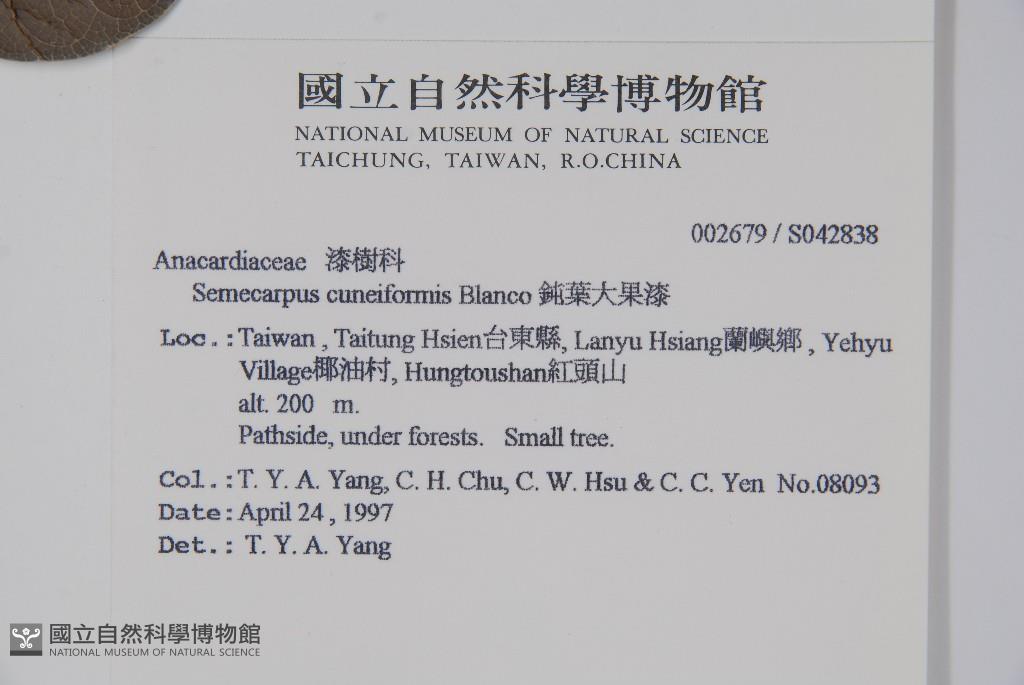 國立自然科學博物館
NATIONAL MUSEUM OF NATURAL SCIENCE
TAICHUNG, TAIWAN, R.O.CHINA
002679 / S042838
Anacardiaceae 漆樹科
Semecarpus cuneiformis Blanco 鈍葉大果漆
Loc.: Taiwan , Taitung Hsien台東縣, Lanyu Hsiang蘭嶼鄉 , Yehyu
Village椰油村, Hungtoushan紅頭山
alt. 200 m.
Pathside, under forests. Small tree.
Col.: T. Y. A. Yang, C. H. Chu, C. W. Hsu & C. C. Yen No.08093
Date: April 24 , 1997
Det.: T. Y. A. Yang
國立自然科學博物館
NATIONAL MUSEUM OF NATURAL SCIENCE